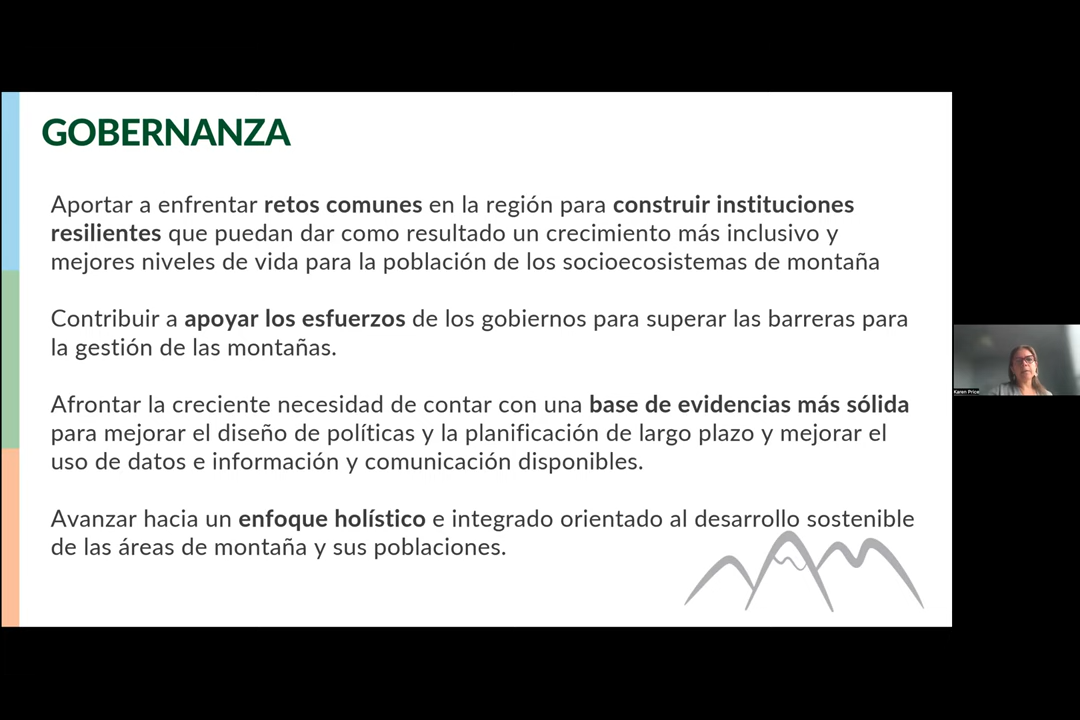 GOBERNANZA
Aportar a enfrentar retos comunes en la región para construir instituciones
resilientes que puedan dar como resultado un crecimiento más inclusivo y
mejores niveles de vida para la población de los socioecosistemas de montaña
Contribuir a apoyar los esfuerzos de los gobiernos para superar las barreras para
la gestión de las montañas.
Afrontar la creciente necesidad de contar con una base de evidencias más sólida
para mejorar el diseño de políticas y la planificación de largo plazo y mejorar el
uso de datos e información y comunicación disponibles.
Avanzar hacia un enfoque holístico e integrado orientado al desarrollo sostenible
de las áreas de montaña y sus poblaciones.
Karen Price